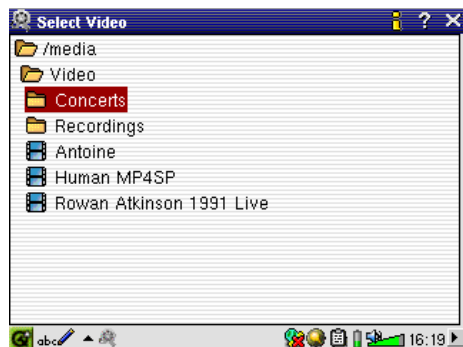 Select Video
/media
Video
Concerts
Recordings
Antoine
Human MP4SP
Rowan Atkinson 1991 Live
abc 16:19